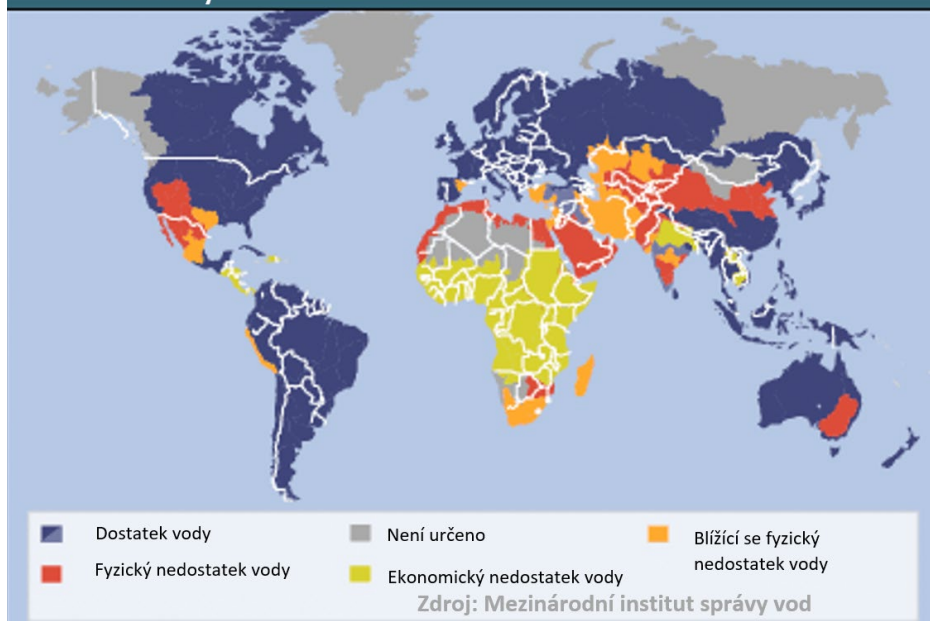 Dostatek vody
Není určeno
Blížící se fyzický
nedostatek vody
Fyzický nedostatek vody
Ekonomický nedostatek vody
Zdroj: Mezinárodní institut správy vod